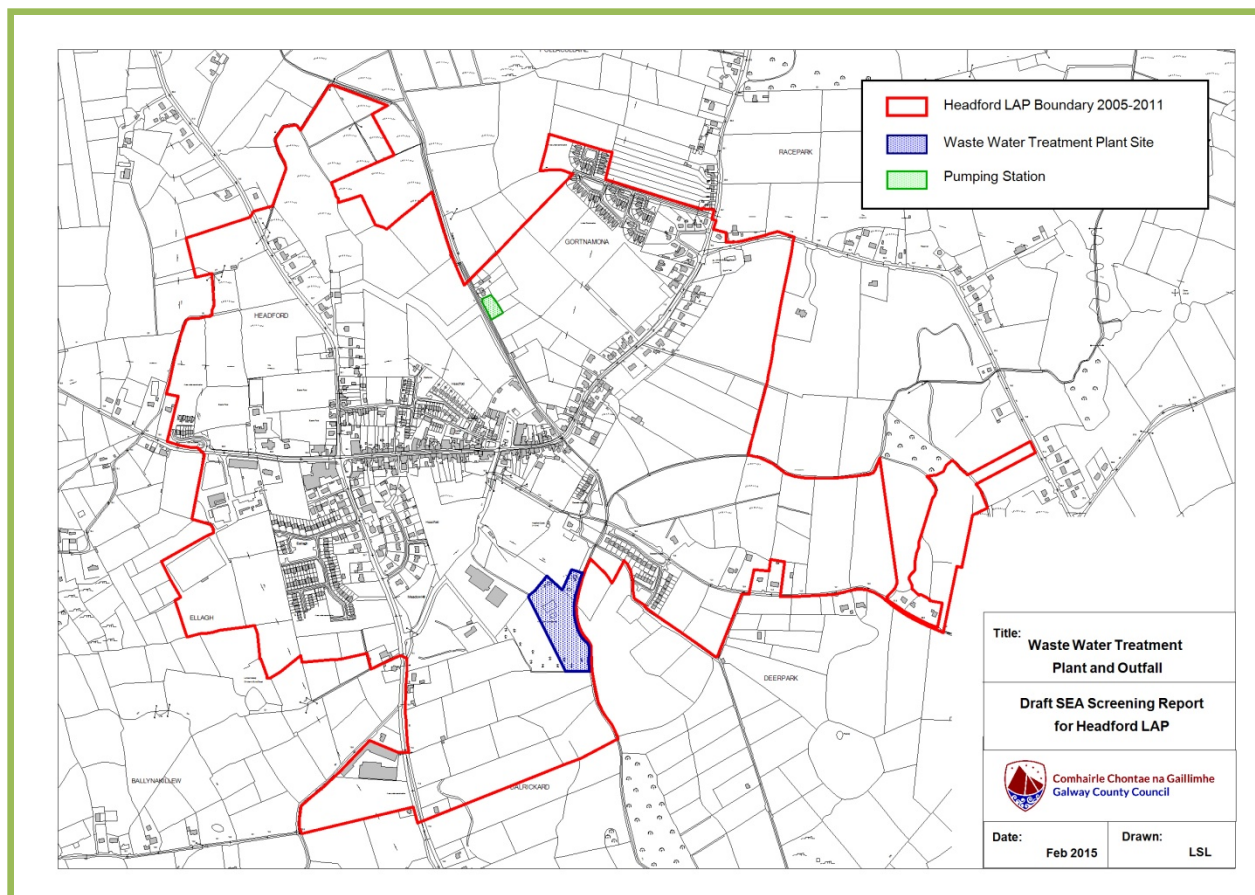 Headford LAP Boundary 2005-2011
Waste Water Treatment Plant Site
Pumping Station
RACEPARK
GORTNAMONA
HEADFORD
ELLAGH
DEERPARK
Title:
Waste Water Treatment
Plant and Outfall
Draft SEA Screening Report
for Headford LAP
Comhairle Chontae na Gaillimhe
Galway County Council
Date:
Feb 2015
Drawn:
LSL